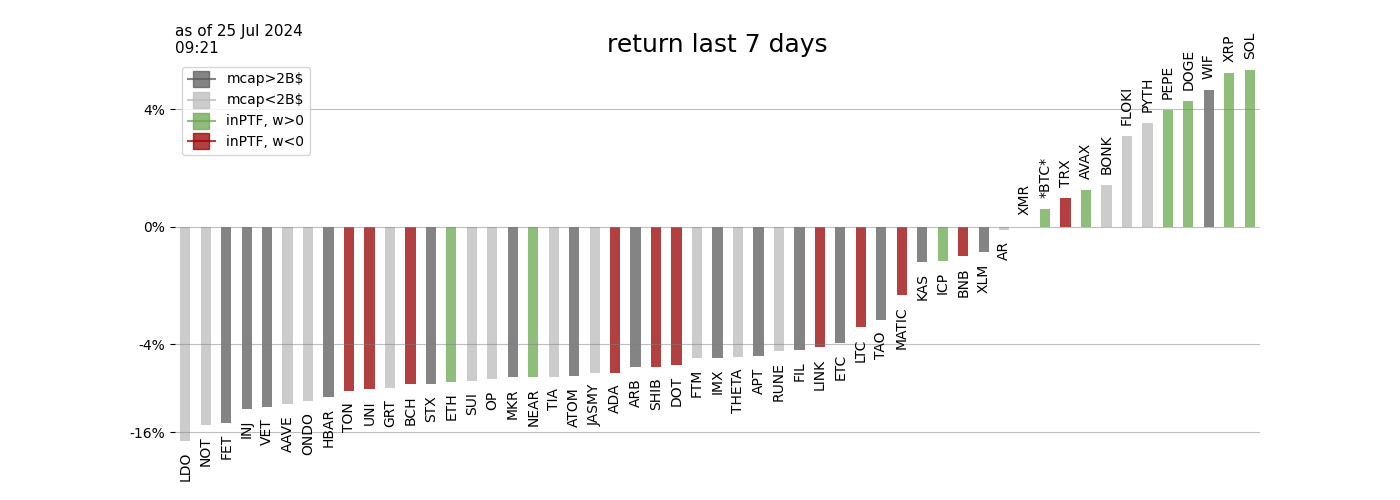 as of 25 Jul 2024
09:21
return last 7 days
mcap>2B$
mcap<2B$
inPTF, w>0
inPTF, w<0
4%
0%
-4%
-16%
LDO
NOT
FET
INJ
VET
AAVE
ONDO
HBAR
TON
UNI
GRT
BCH
STX
ETH
SUI
OP
MKR
NEAR
TIA
ATOM
JASMY
ADA
ARB
SHIB
DOT
FTM
IMX
THETA
APT
RUNE
FIL
LINK
ETC
LTC
TAO
MATIC
KAS
ICP
BNB
XLM
AR
XMR
*BTC*
TRX
AVAX
BONK
FLOKI
PYTH
PEPE
DOGE
WIF
XRP
SOL